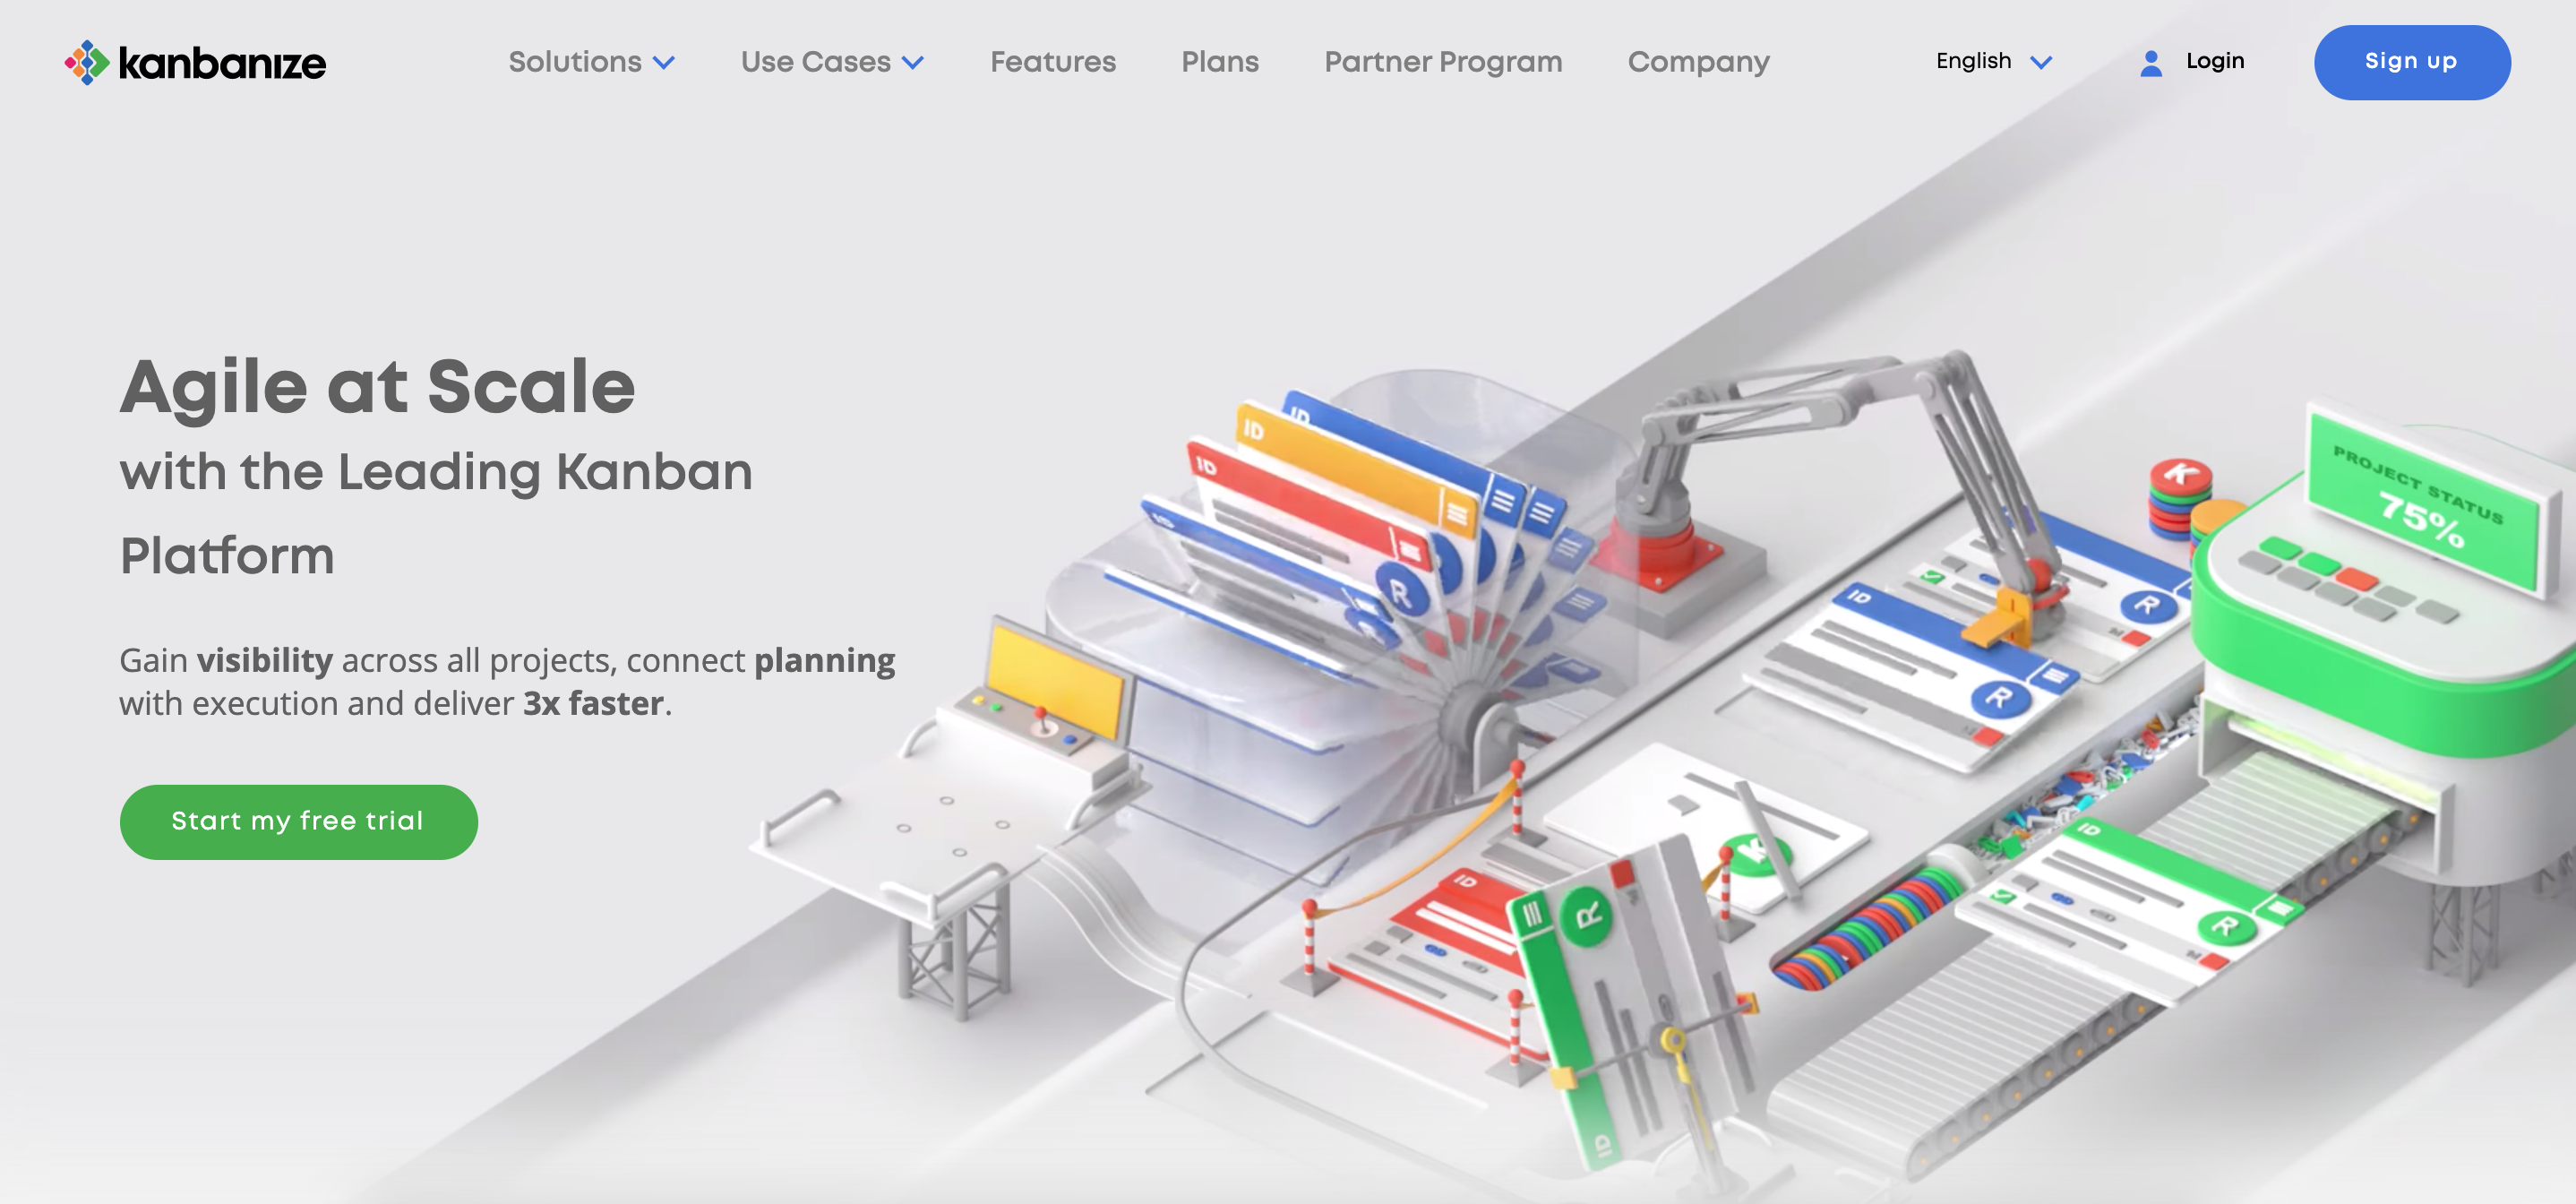 kanbanize
Solutions
Use Cases
Features
Plans
Partner Program
Company
English
Login
Sign up
Agile at Scale
with the Leading Kanban
Platform
Gain visibility across all projects, connect planning
with execution and deliver 3x faster.
Start my free trial
ID
ID
ID
ID
R
R
K
PROJECT STATUS
75%
R
ID
R
K
ID
R
ID
ID
R